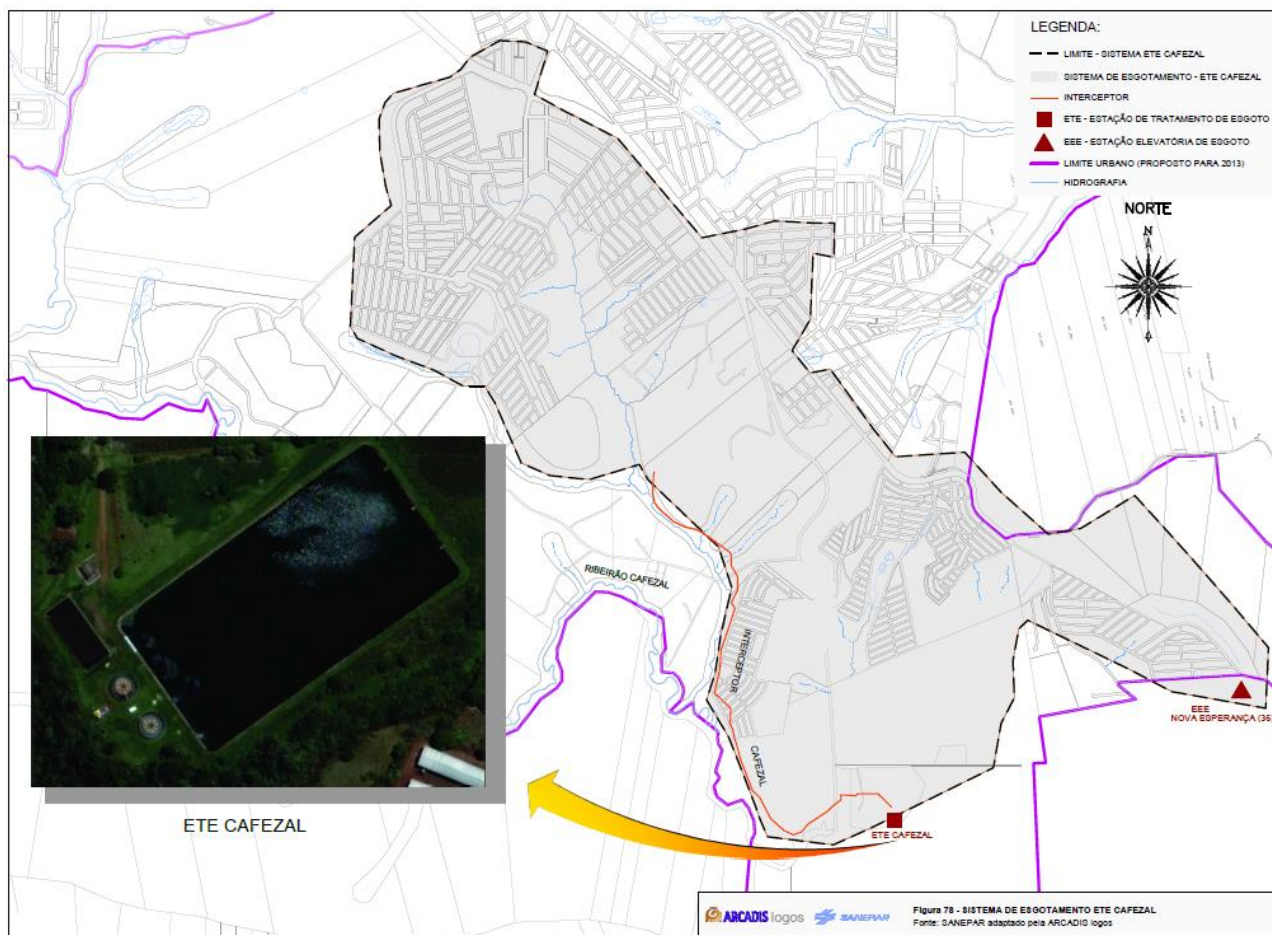 LEGENDA:
LIMITE - SISTEMA ETE CAFEZAL
SISTEMA DE ESGOTAMENTO - ETE CAFEZAL
INTERCEPTOR
ETE - ESTAÇÃO DE TRATAMENTO DE ESGOTO
EEE - ESTAÇÃO ELEVATÓRIA DE ESGOTO
LIMITE URBANO (PROPOSTO PARA 2013)
HIDROGRAFIA
NORTE
N
RIBEIRÃO CAFEZAL
INTERCEPTOR
CAFEZAL
EEE
NOVA ESPERANÇA (36)
ETE CAFEZAL
ETE CAFEZAL
ARCADIS logos
SANEPAR
Figura 78 - SISTEMA DE ESGOTAMENTO ETE CAFEZAL
Fonte: SANEPAR adaptado pela ARCADIS logos